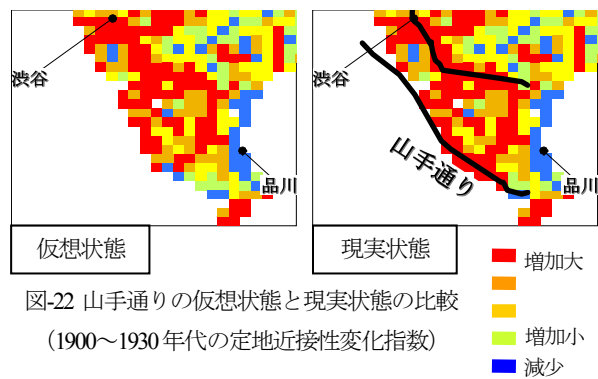 渋谷
品川
仮想状態
渋谷
山手通り
品川
現実状態
増加大
増加小
減少
図-22 山手通りの仮想状態と現実状態の比較
（1900～1930年代の定地近接性変化指数）